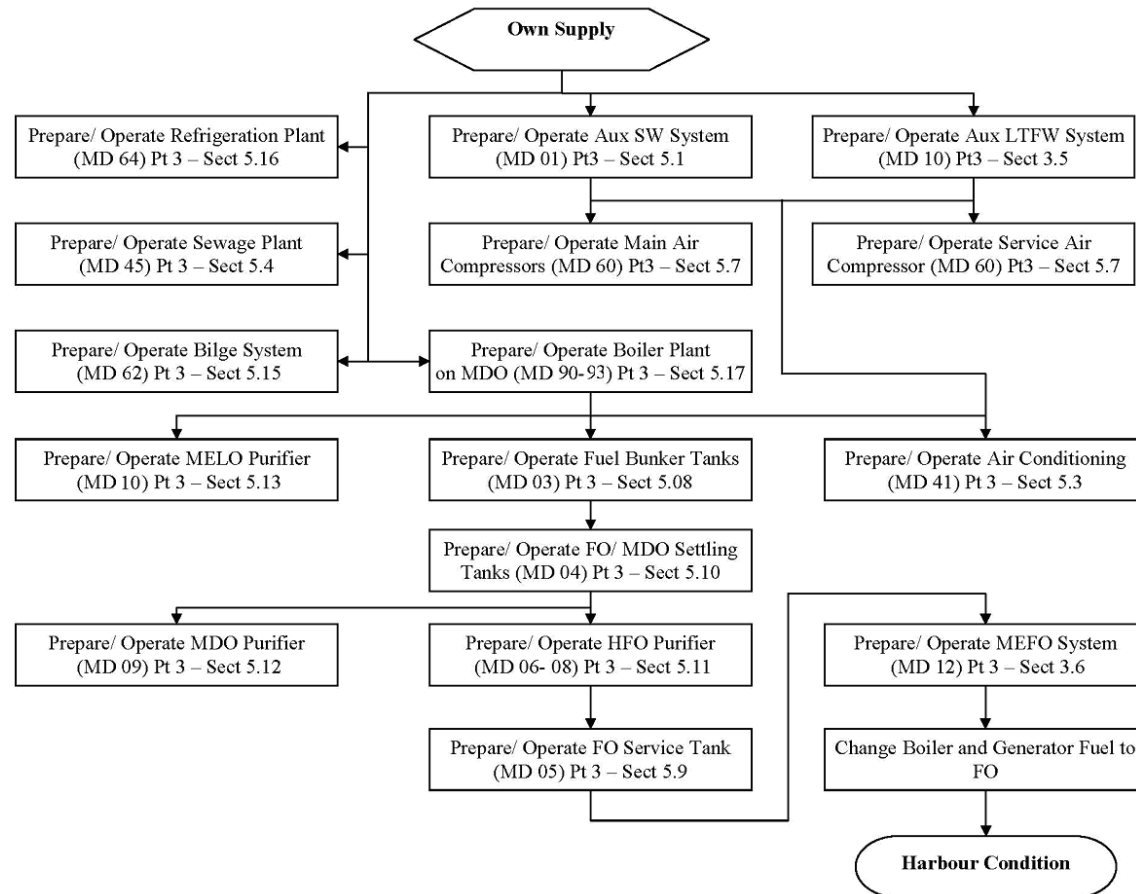 Own Supply
Prepare/ Operate Refrigeration Plant
(MD 64) Pt 3 – Sect 5.16
Prepare/ Operate Aux SW System
(MD 01) Pt3 – Sect 5.1
Prepare/ Operate Aux LTFW System
(MD 10) Pt3 – Sect 3.5
Prepare/ Operate Sewage Plant
(MD 45) Pt 3 – Sect 5.4
Prepare/ Operate Main Air
Compressors (MD 60) Pt3 – Sect 5.7
Prepare/ Operate Service Air
Compressor (MD 60) Pt3 – Sect 5.7
Prepare/ Operate Bilge System
(MD 62) Pt 3 – Sect 5.15
Prepare/ Operate Boiler Plant
on MDO (MD 90-93) Pt 3 – Sect 5.17
Prepare/ Operate MELO Purifier
(MD 10) Pt 3 – Sect 5.13
Prepare/ Operate Fuel Bunker Tanks
(MD 03) Pt 3 – Sect 5.08
Prepare/ Operate Air Conditioning
(MD 41) Pt 3 – Sect 5.3
Prepare/ Operate FO/ MDO Settling
Tanks (MD 04) Pt 3 – Sect 5.10
Prepare/ Operate MDO Purifier
(MD 09) Pt 3 – Sect 5.12
Prepare/ Operate HFO Purifier
(MD 06- 08) Pt 3 – Sect 5.11
Prepare/ Operate MEFO System
(MD 12) Pt 3 – Sect 3.6
Prepare/ Operate FO Service Tank
(MD 05) Pt 3 – Sect 5.9
Change Boiler and Generator Fuel to
FO
Harbour Condition